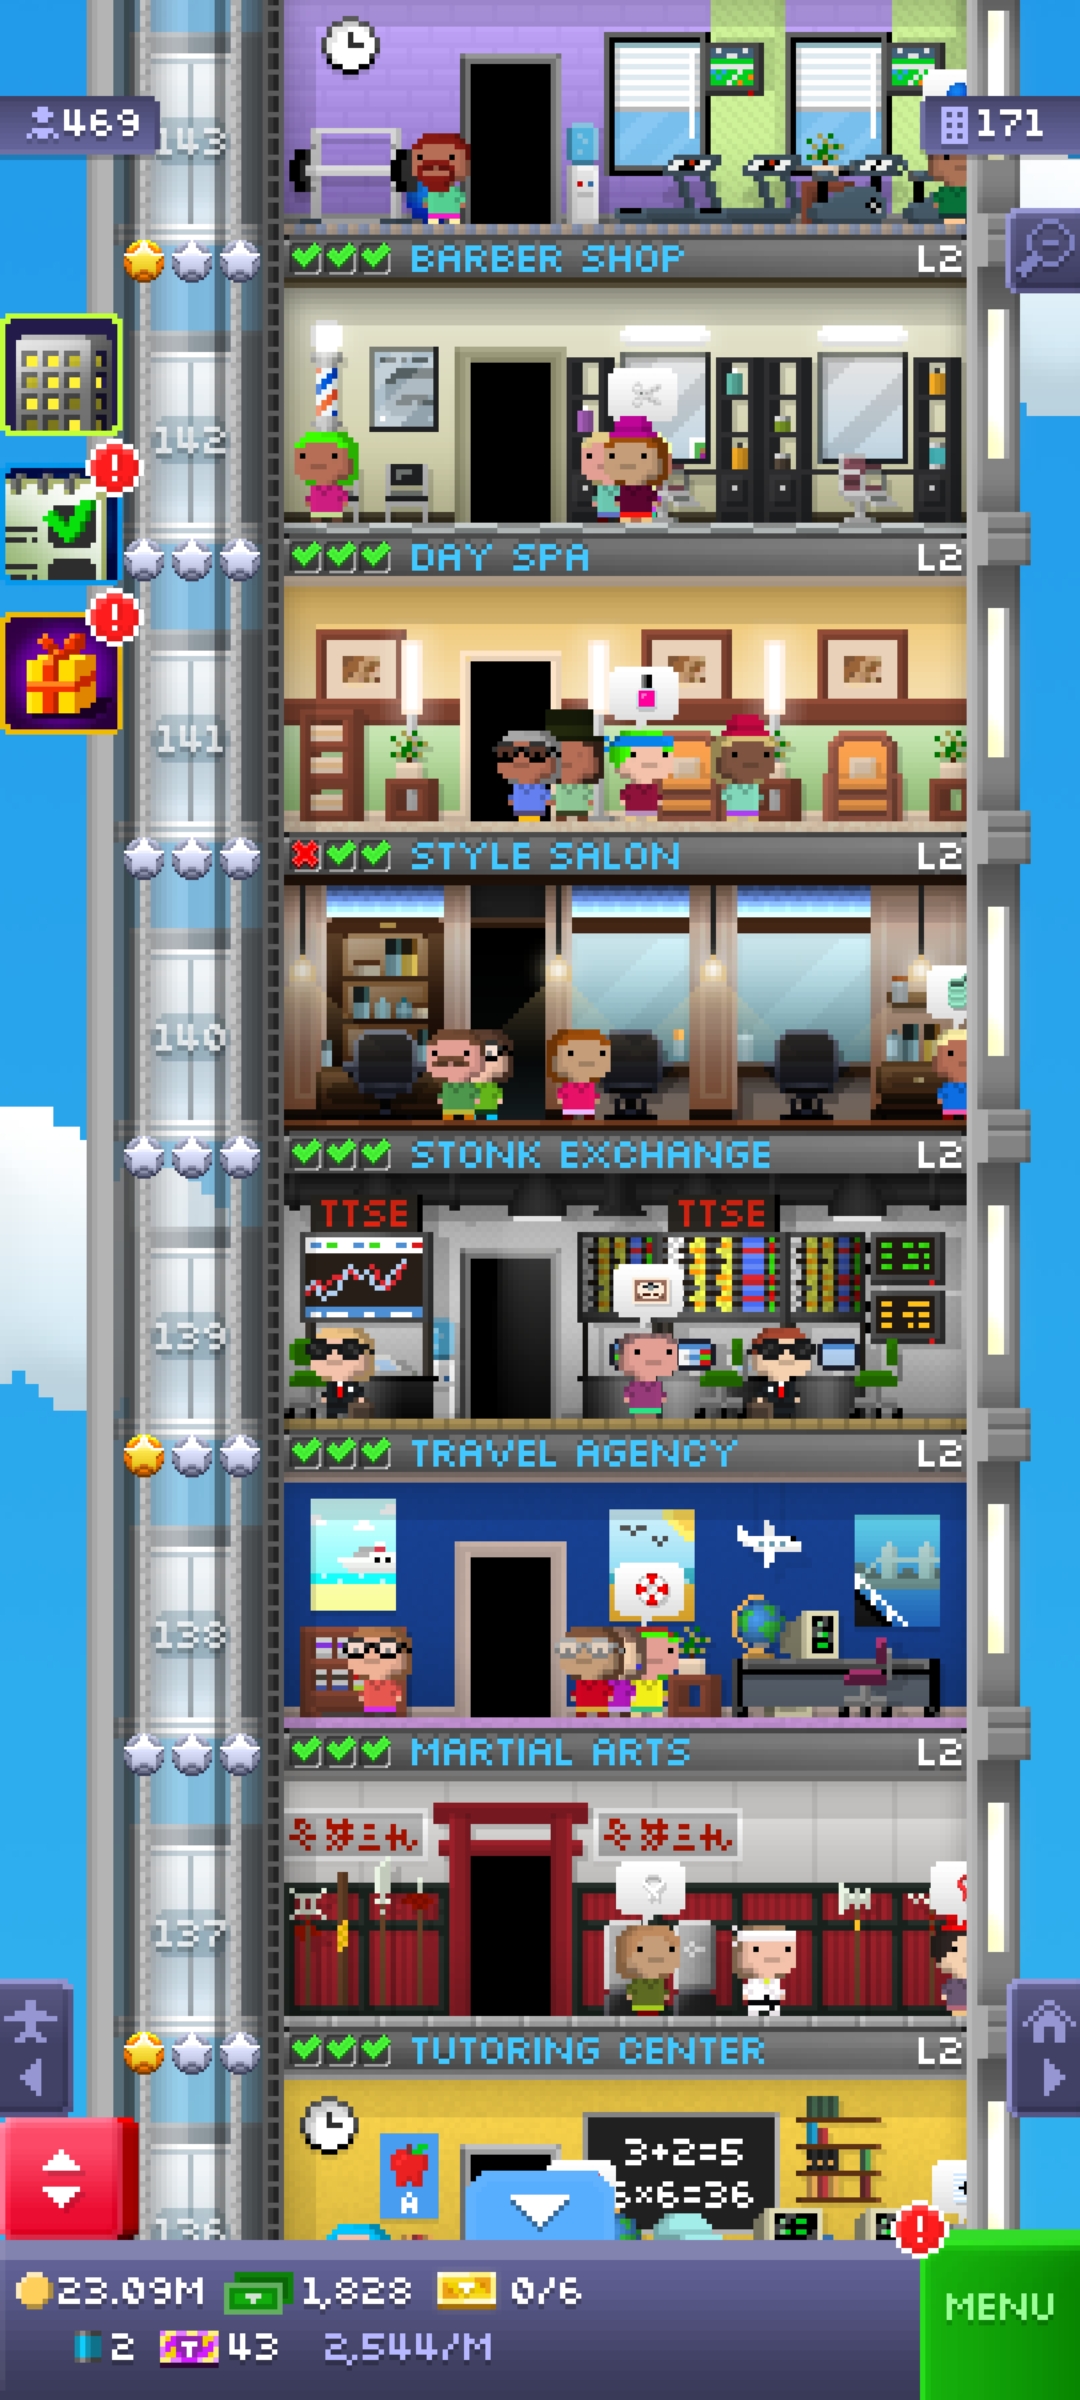 469
143
171
BARBER SHOP L2
142
DAY SPA L2
141
STYLE SALON L2
140
STONK EXCHANGE L2
TTSE TTSE
139
TRAVEL AGENCY L2
138
MARTIAL ARTS L2
137
TUTORING CENTER L2
3+2=5
A
6×6=36
136
23.09M 1,828 0/6
MENU
2 T 43 2,544/M